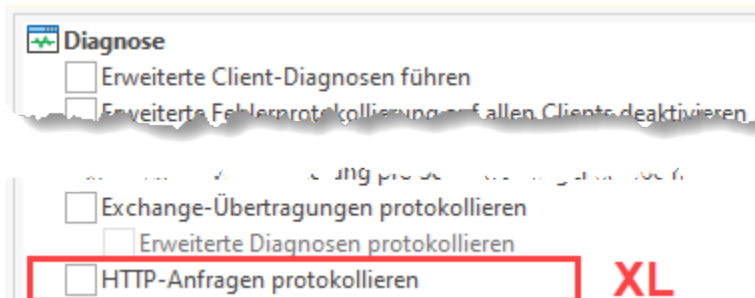 Diagnose
Erweiterte Client-Diagnosen führen
Erweiterte Fehlerprotokollierung auf allen Clients deaktivieren
Exchange-Übertragungen protokollieren
Erweiterte Diagnosen protokollieren
HTTP-Anfragen protokollieren XL